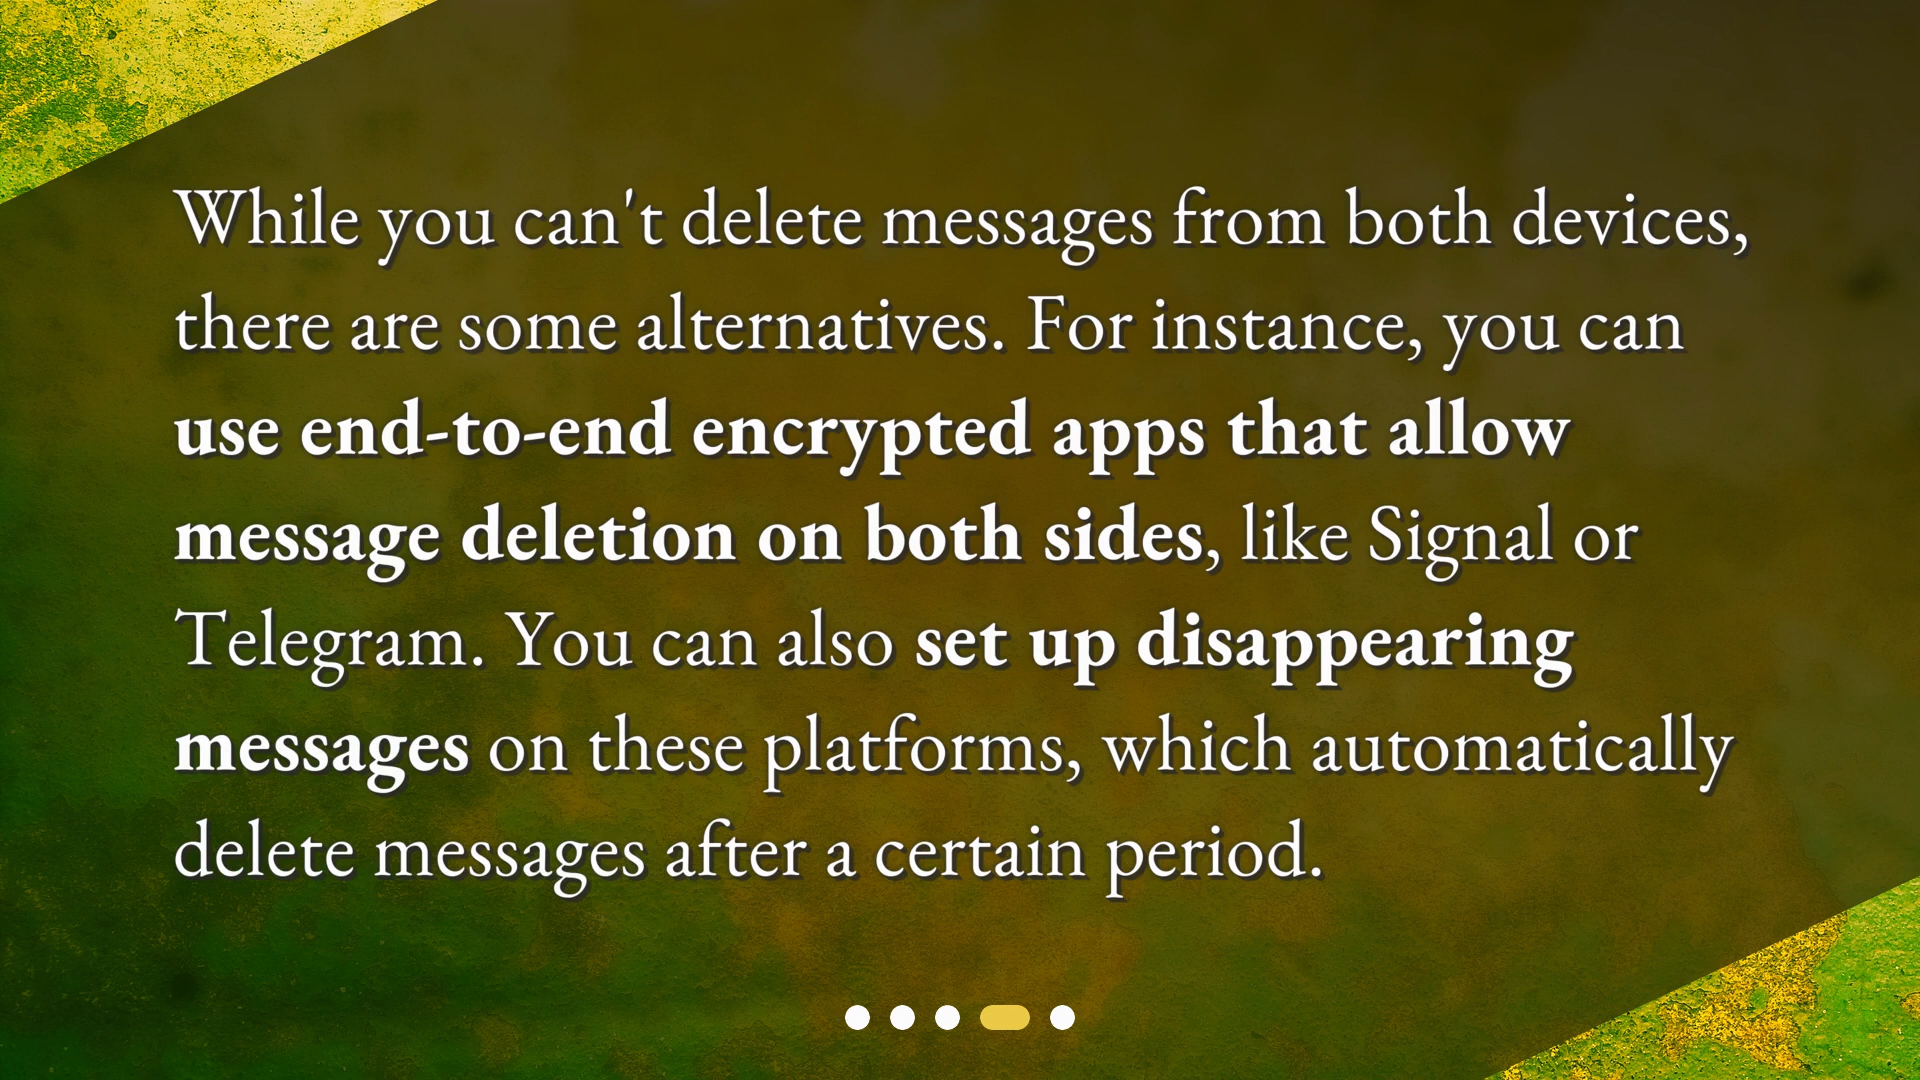 While you can't delete messages from both devices,
there are some alternatives. For instance, you can
use end-to-end encrypted apps that allow
message deletion on both sides, like Signal or
Telegram. You can also set up disappearing
messages on these platforms, which automatically
delete messages after a certain period.